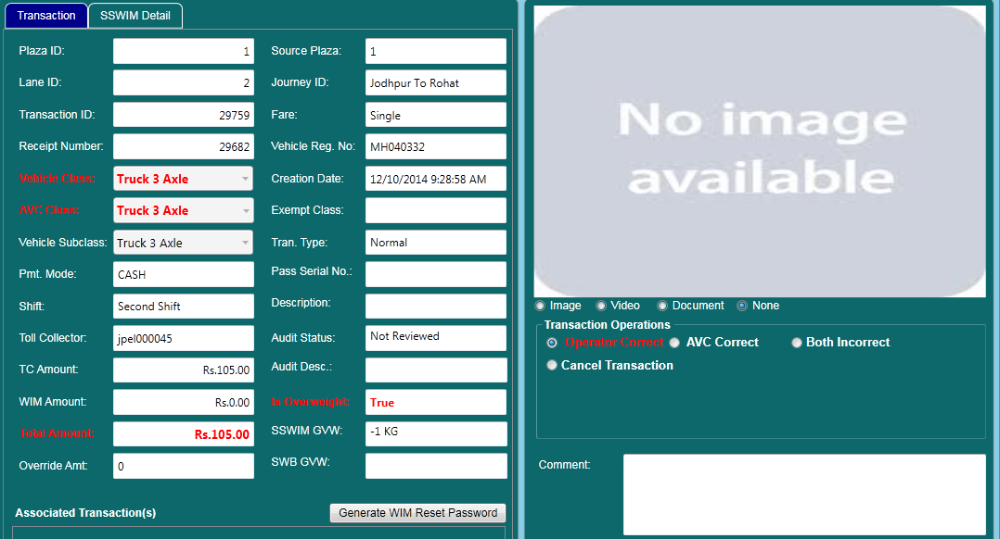 Transaction SSWIM Detail
Plaza ID: 1 Source Plaza: 1
Lane ID: 2 Journey ID: Jodhpur To Rohat
Transaction ID: 29759 Fare: Single
Receipt Number: 29682 Vehicle Reg. No: MH040332
Vehicle Class: Truck 3 Axle Creation Date: 12/10/2014 9:28:58 AM
AVC Class: Truck 3 Axle Exempt Class:
Vehicle Subclass: Truck 3 Axle Tran. Type: Normal
Pmt. Mode: CASH Pass Serial No.:
Shift: Second Shift Description:
Toll Collector: jpel000045 Audit Status: Not Reviewed
TC Amount: Rs.105.00 Audit Desc.:
WIM Amount: Rs.0.00 Is Overweight: True
Total Amount: Rs.105.00 SSWIM GVW: -1 KG
Override Amt: 0 SWB GVW:
Associated Transaction(s) Generate WIM Reset Password
No image
available
Image Video Document None
Transaction Operations
Operator Correct AVC Correct Both Incorrect
Cancel Transaction
Comment: